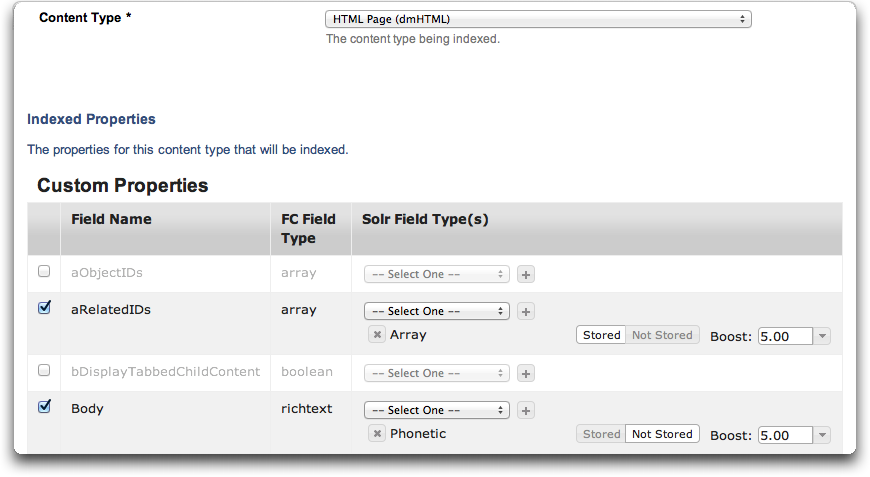 Content Type *
HTML Page (dmHTML)
The content type being indexed.
Indexed Properties
The properties for this content type that will be indexed.
Custom Properties
Field Name FC Field Type Solr Field Type(s)
aObjectIDs array -- Select One -- +
aRelatedIDs array -- Select One -- +
× Array Stored Not Stored Boost: 5.00
bDisplayTabbedChildContent boolean -- Select One -- +
Body richtext -- Select One -- +
× Phonetic Stored Not Stored Boost: 5.00